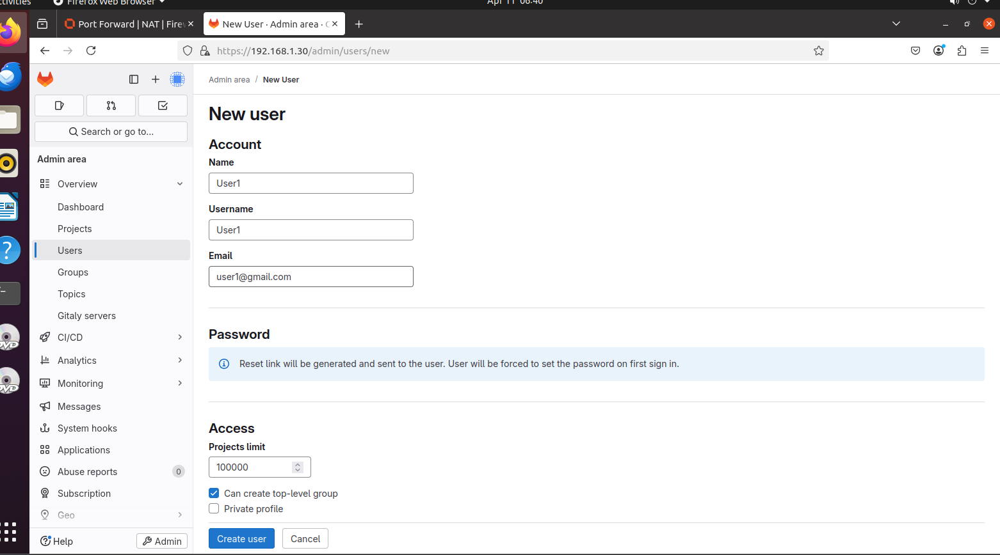 ctivities
Firefox Web Browser
Apr 11 06:40
Port Forward | NAT | Firew
New User · Admin area ·
https://192.168.1.30/admin/users/new
Admin area / New User
Search or go to...
Admin area
Overview
Dashboard
Projects
Users
Groups
Topics
Gitaly servers
CI/CD
Analytics
Monitoring
Messages
System hooks
Applications
Abuse reports 0
Subscription
Geo
Help
Admin
New user
Account
Name
User1
Username
User1
Email
user1@gmail.com
Password
Reset link will be generated and sent to the user. User will be forced to set the password on first sign in.
Access
Projects limit
100000
Can create top-level group
Private profile
Create user
Cancel
DVD
DVD